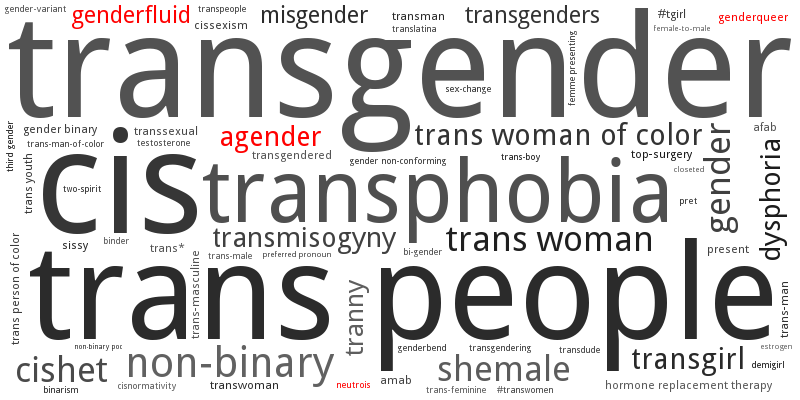 gender-variant
genderfluid
transpeople
cissexism
misgender
transman
translatina
transgenders
#tgirl
female-to-male
genderqueer
transgender
sex-change
femme presenting
third gender
gender binary
trans-man-of-color
transsexual
testosterone
agender
transgendered
gender non-conforming
trans woman of color
trans-boy
top-surgery
closeted
afab
gender
dysphoria
trans youth
two-spirit
cis
transphobia
pret
sissy
binder
trans*
transmisogyny
trans-male
preferred pronoun
bi-gender
trans woman
present
trans person of color
trans people
trans-masculine
tranny
trans-man
non-binary poc
genderbend
transgendering
transdude
estrogen
cishet
non-binary
shemale
transgirl
demigirl
binarism
cisnormativity
transwoman
neutrois
amab
trans-feminine
#transwomen
hormone replacement therapy